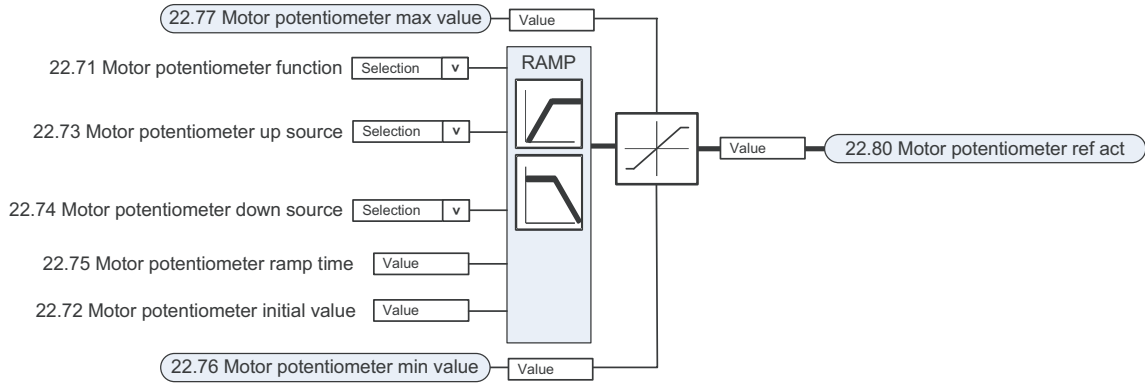 22.77 Motor potentiometer max value Value
22.71 Motor potentiometer function Selection v RAMP
22.73 Motor potentiometer up source Selection v
Value 22.80 Motor potentiometer ref act
22.74 Motor potentiometer down source Selection v
22.75 Motor potentiometer ramp time Value
22.72 Motor potentiometer initial value Value
22.76 Motor potentiometer min value Value